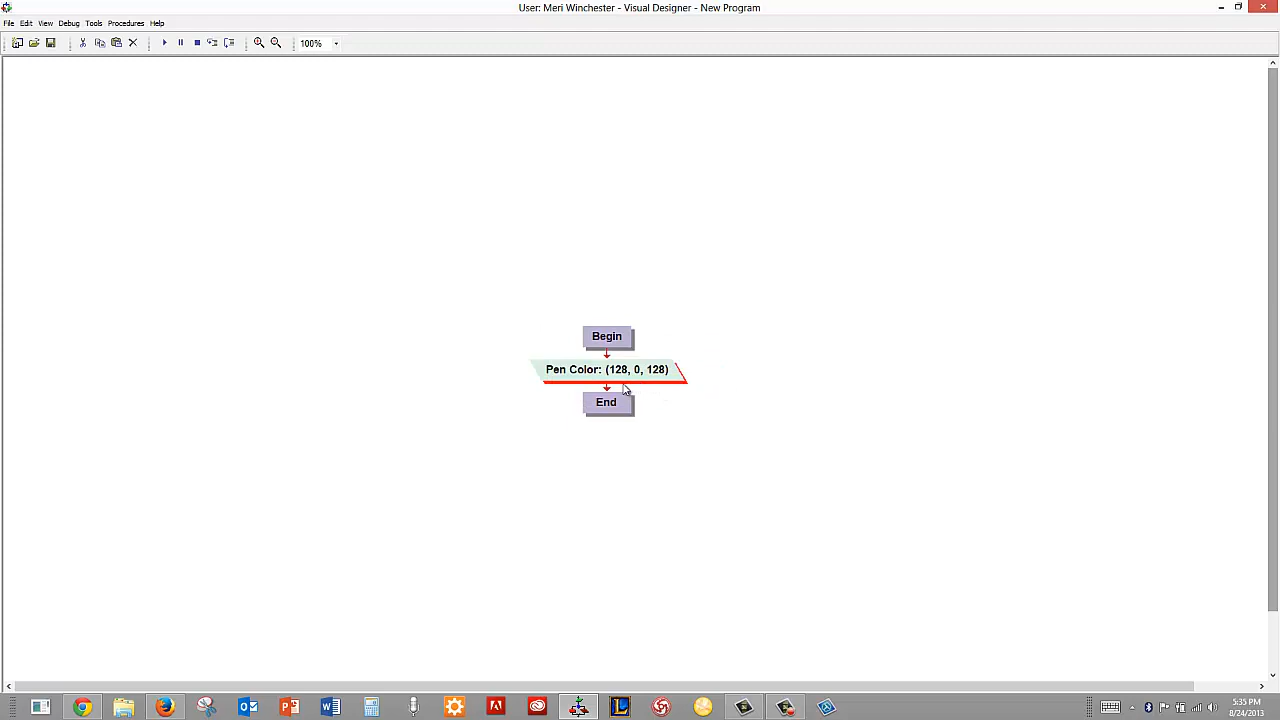 User: Meri Winchester - Visual Designer - New Program
File Edit View Debug Tools Procedures Help
100%
Begin
Pen Color: (128, 0, 128)
End
5:35 PM
8/24/2013